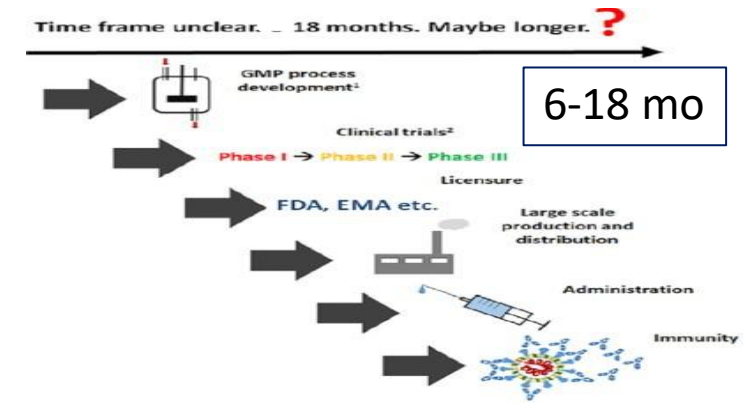 Time frame unclear. _ 18 months. Maybe longer. ?
GMP process
development¹
6-18 mo
Clinical trials²
Phase I → Phase II → Phase III
Licensure
FDA, EMA etc.
Large scale
production and
distribution
Administration
Immunity